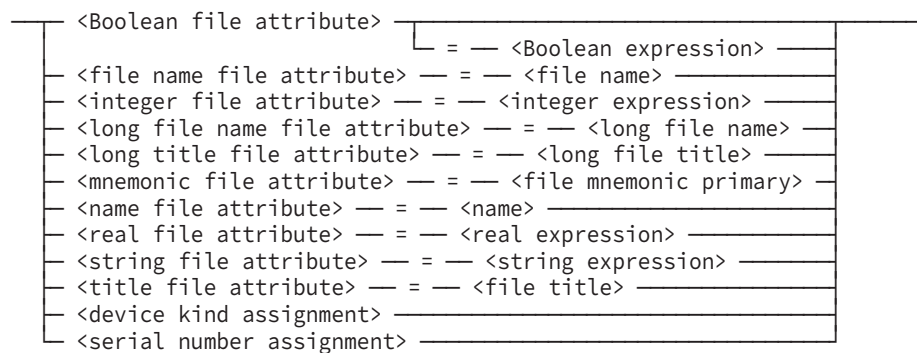 <Boolean file attribute>
= <Boolean expression>
<file name file attribute> = <file name>
<integer file attribute> = <integer expression>
<long file name file attribute> = <long file name>
<long title file attribute> = <long file title>
<mnemonic file attribute> = <file mnemonic primary>
<name file attribute> = <name>
<real file attribute> = <real expression>
<string file attribute> = <string expression>
<title file attribute> = <file title>
<device kind assignment>
<serial number assignment>